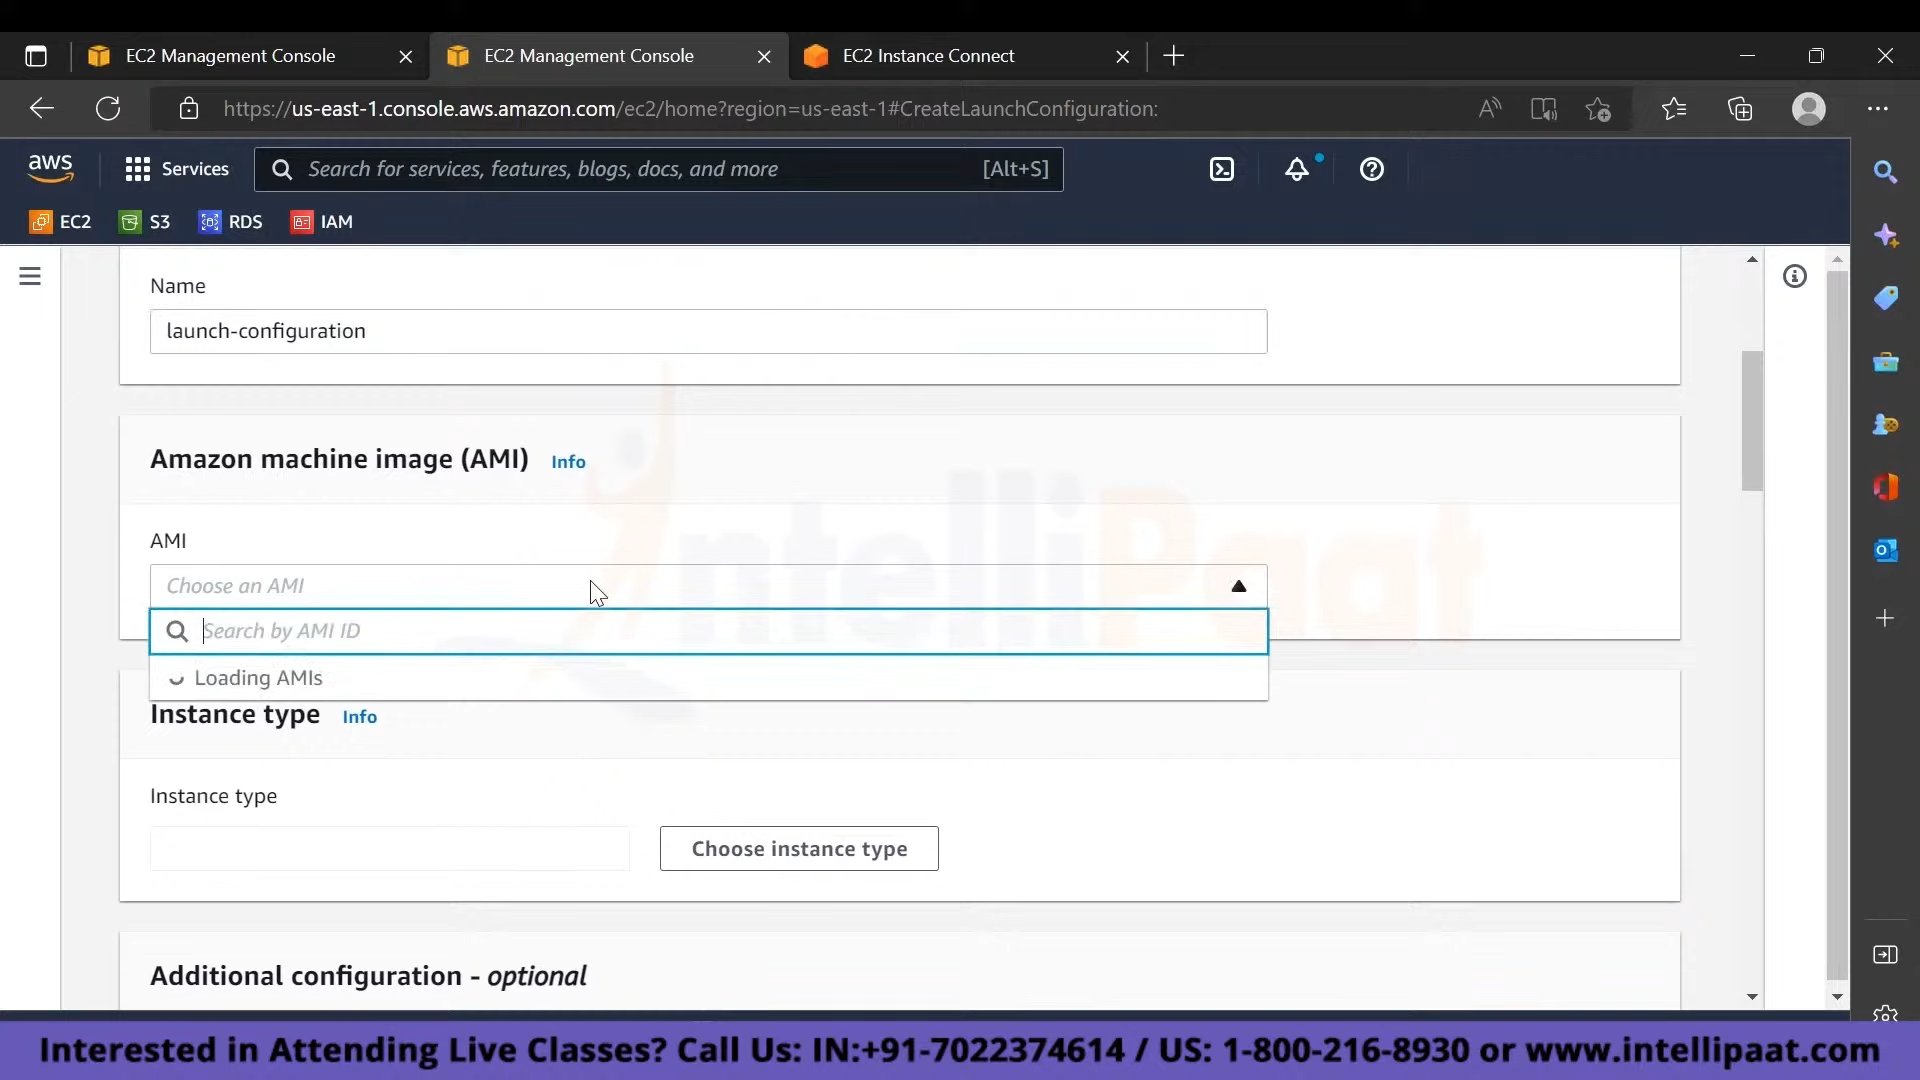 EC2 Management Console
EC2 Management Console
EC2 Instance Connect
https://us-east-1.console.aws.amazon.com/ec2/home?region=us-east-1#CreateLaunchConfiguration:
aws
Services
Search for services, features, blogs, docs, and more
[Alt+S]
EC2
S3
RDS
IAM
Name
launch-configuration
Amazon machine image (AMI) Info
AMI
Choose an AMI
Search by AMI ID
Loading AMIs
Instance type Info
Instance type
Choose instance type
Additional configuration - optional
IntelliPaat
Interested in Attending Live Classes? Call Us: IN:+91-7022374614 / US: 1-800-216-8930 or www.intellipaat.com